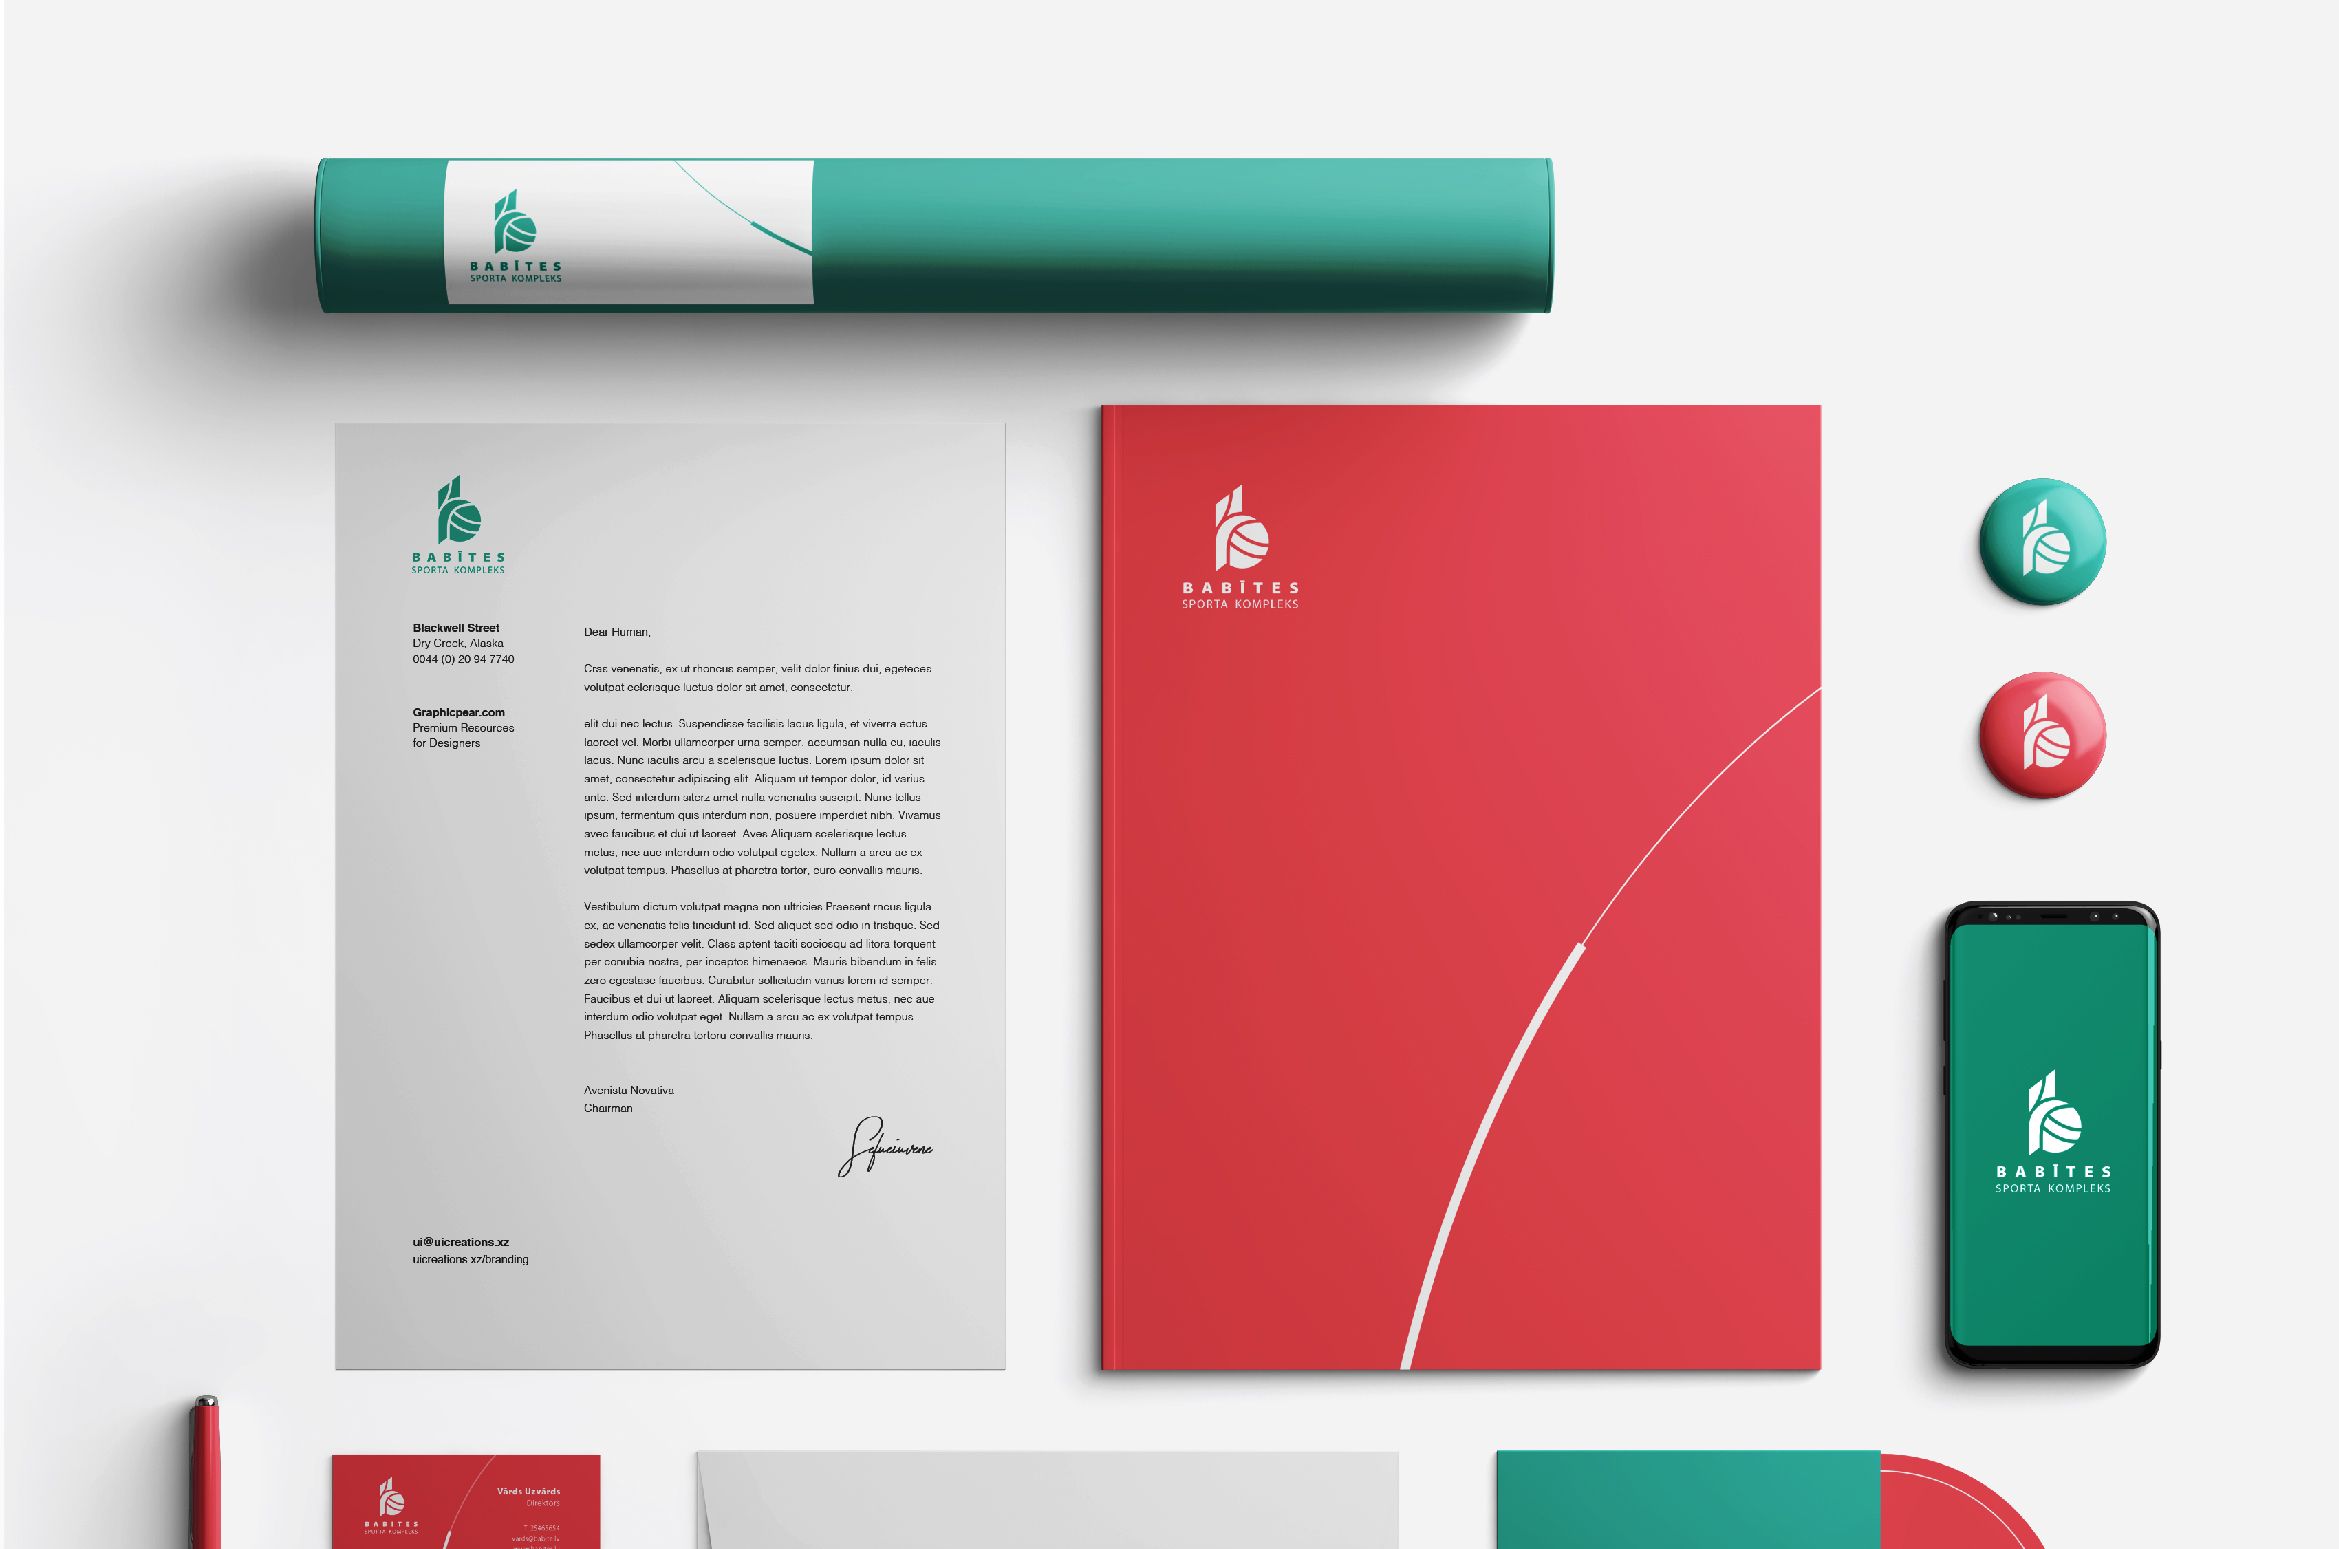 BABĪTES
SPORTA KOMPLEKS
BABĪTES
SPORTA KOMPLEKS
Blackwell Street
Dry Creek, Alaska
0044 (0) 20 94 7740
Graphicpear.com
Premium Resources
for Designers
Dear Human,
Cras venenatis, ex ut rhoncus semper, velit dolor finius dui, egeteces
volutpat celerisque luctus dolor sit amet, consectetur.
elit dui nec lectus. Suspendisse facilisis lacus ligula, et viverra ectus
laoreet vel. Morbi ullamcorper urna semper, accumsan nulla eu, iaculis
lacus. Nunc iaculis arcu a scelerisque luctus. Lorem ipsum dolor sit
amet, consectetur adipiscing elit. Aliquam ut tempor dolor, id varius
ante. Sed interdum siterz amet nulla venenatis suscipit. Nunc tellus
ipsum, fermentum quis interdum non, posuere imperdiet nibh. Vivamus
avec faucibus et dui ut laoreet. Aves Aliquam scelerisque lectus
metus, nec aue interdum odio volutpat egetex. Nullam a arcu ac ex
volutpat tempus. Phasellus at pharetra tortor, euro convallis mauris.
Vestibulum dictum volutpat magna non ultricies Praesent rncus ligula
ex, ac venenatis felis tincidunt id. Sed aliquet sed odio in tristique. Sed
sedex ullamcorper velit. Class aptent taciti sociosqu ad litora torquent
per conubia nostra, per inceptos himenaeos. Mauris bibendum in felis
zero egestase faucibus. Curabitur sollicitudin varius lorem id semper.
Faucibus et dui ut laoreet. Aliquam scelerisque lectus metus, nec aue
interdum odio volutpat eget. Nullam a arcu ac ex volutpat tempus
Phasellus at pharetra tortoru convallis mauris.
Avenista Novativa
Chairman
ui@uicreations.xz
uicreations.xz/branding
BABĪTES
SPORTA KOMPLEKS
BABĪTES
SPORTA KOMPLEKS
BABĪTES
SPORTA KOMPLEKS
Vārds Uzvārds
Direktors